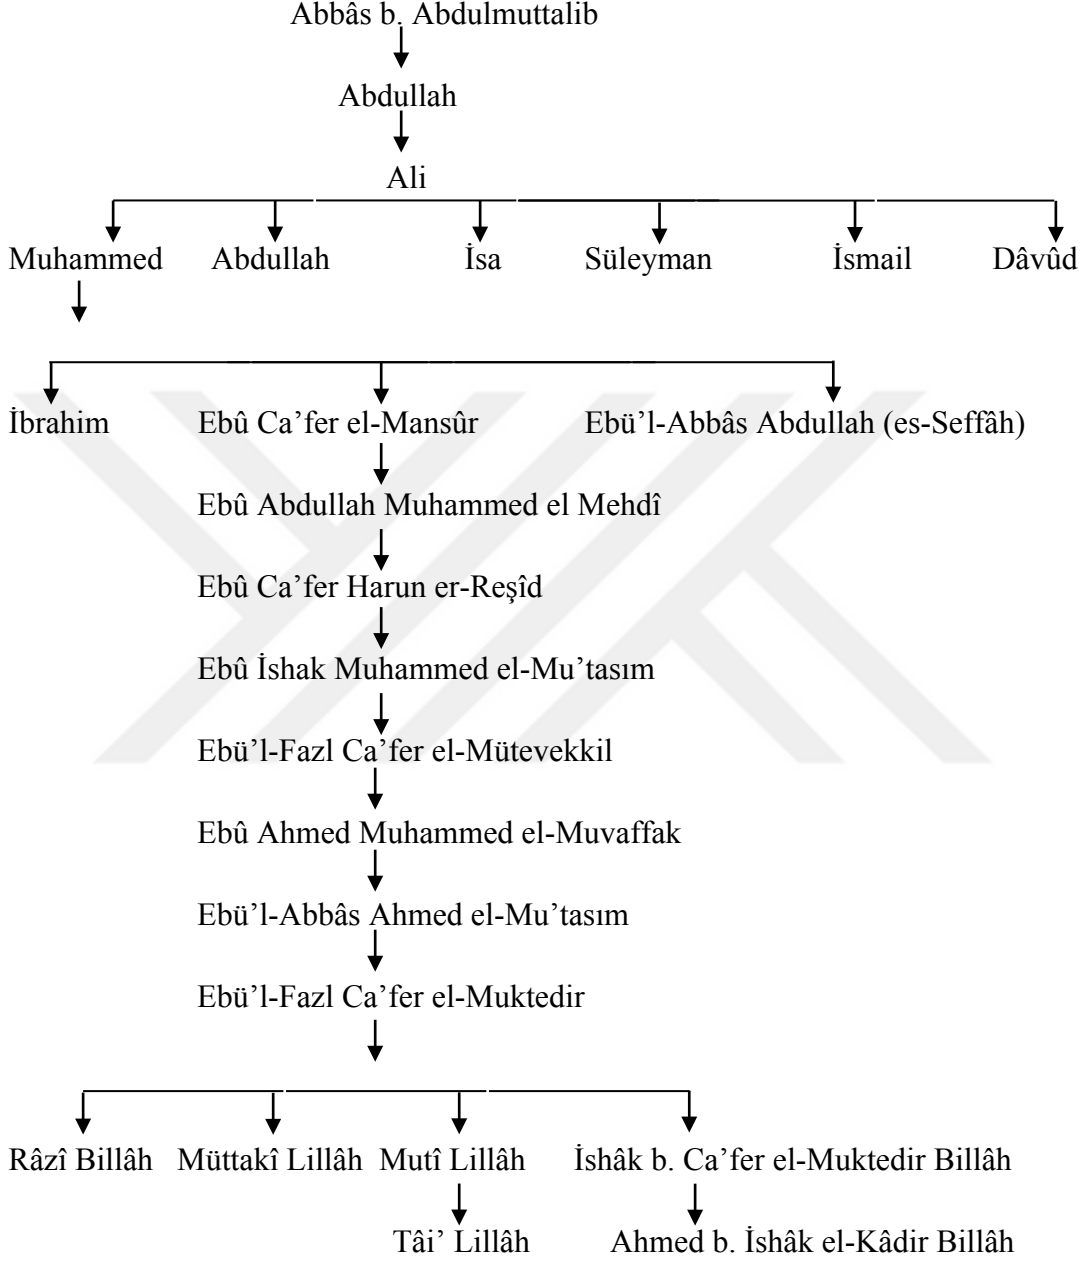 Abbâs b. Abdulmuttalib
Abdullah
Ali
Muhammed Abdullah İsa Süleyman İsmail Dâvûd
İbrahim Ebû Ca’fer el-Mansûr Ebü’l-Abbâs Abdullah (es-Seffâh)
Ebû Abdullah Muhammed el Mehdî
Ebû Ca’fer Harun er-Reşîd
Ebû İshak Muhammed el-Mu’tasım
Ebü’l-Fazl Ca’fer el-Mütevekkil
Ebû Ahmed Muhammed el-Muvaffak
Ebü’l-Abbâs Ahmed el-Mu’tasım
Ebü’l-Fazl Ca’fer el-Muktedir
Râzî Billâh Müttakî Lillâh Mutî Lillâh İshâk b. Ca’fer el-Muktedir Billâh
Tâi’ Lillâh Ahmed b. İshâk el-Kâdir Billâh